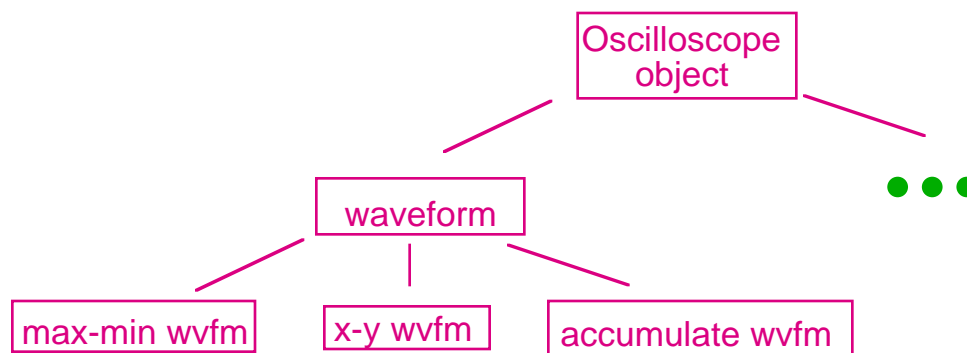 Oscilloscope
object
waveform
max-min wvfm
x-y wvfm
accumulate wvfm